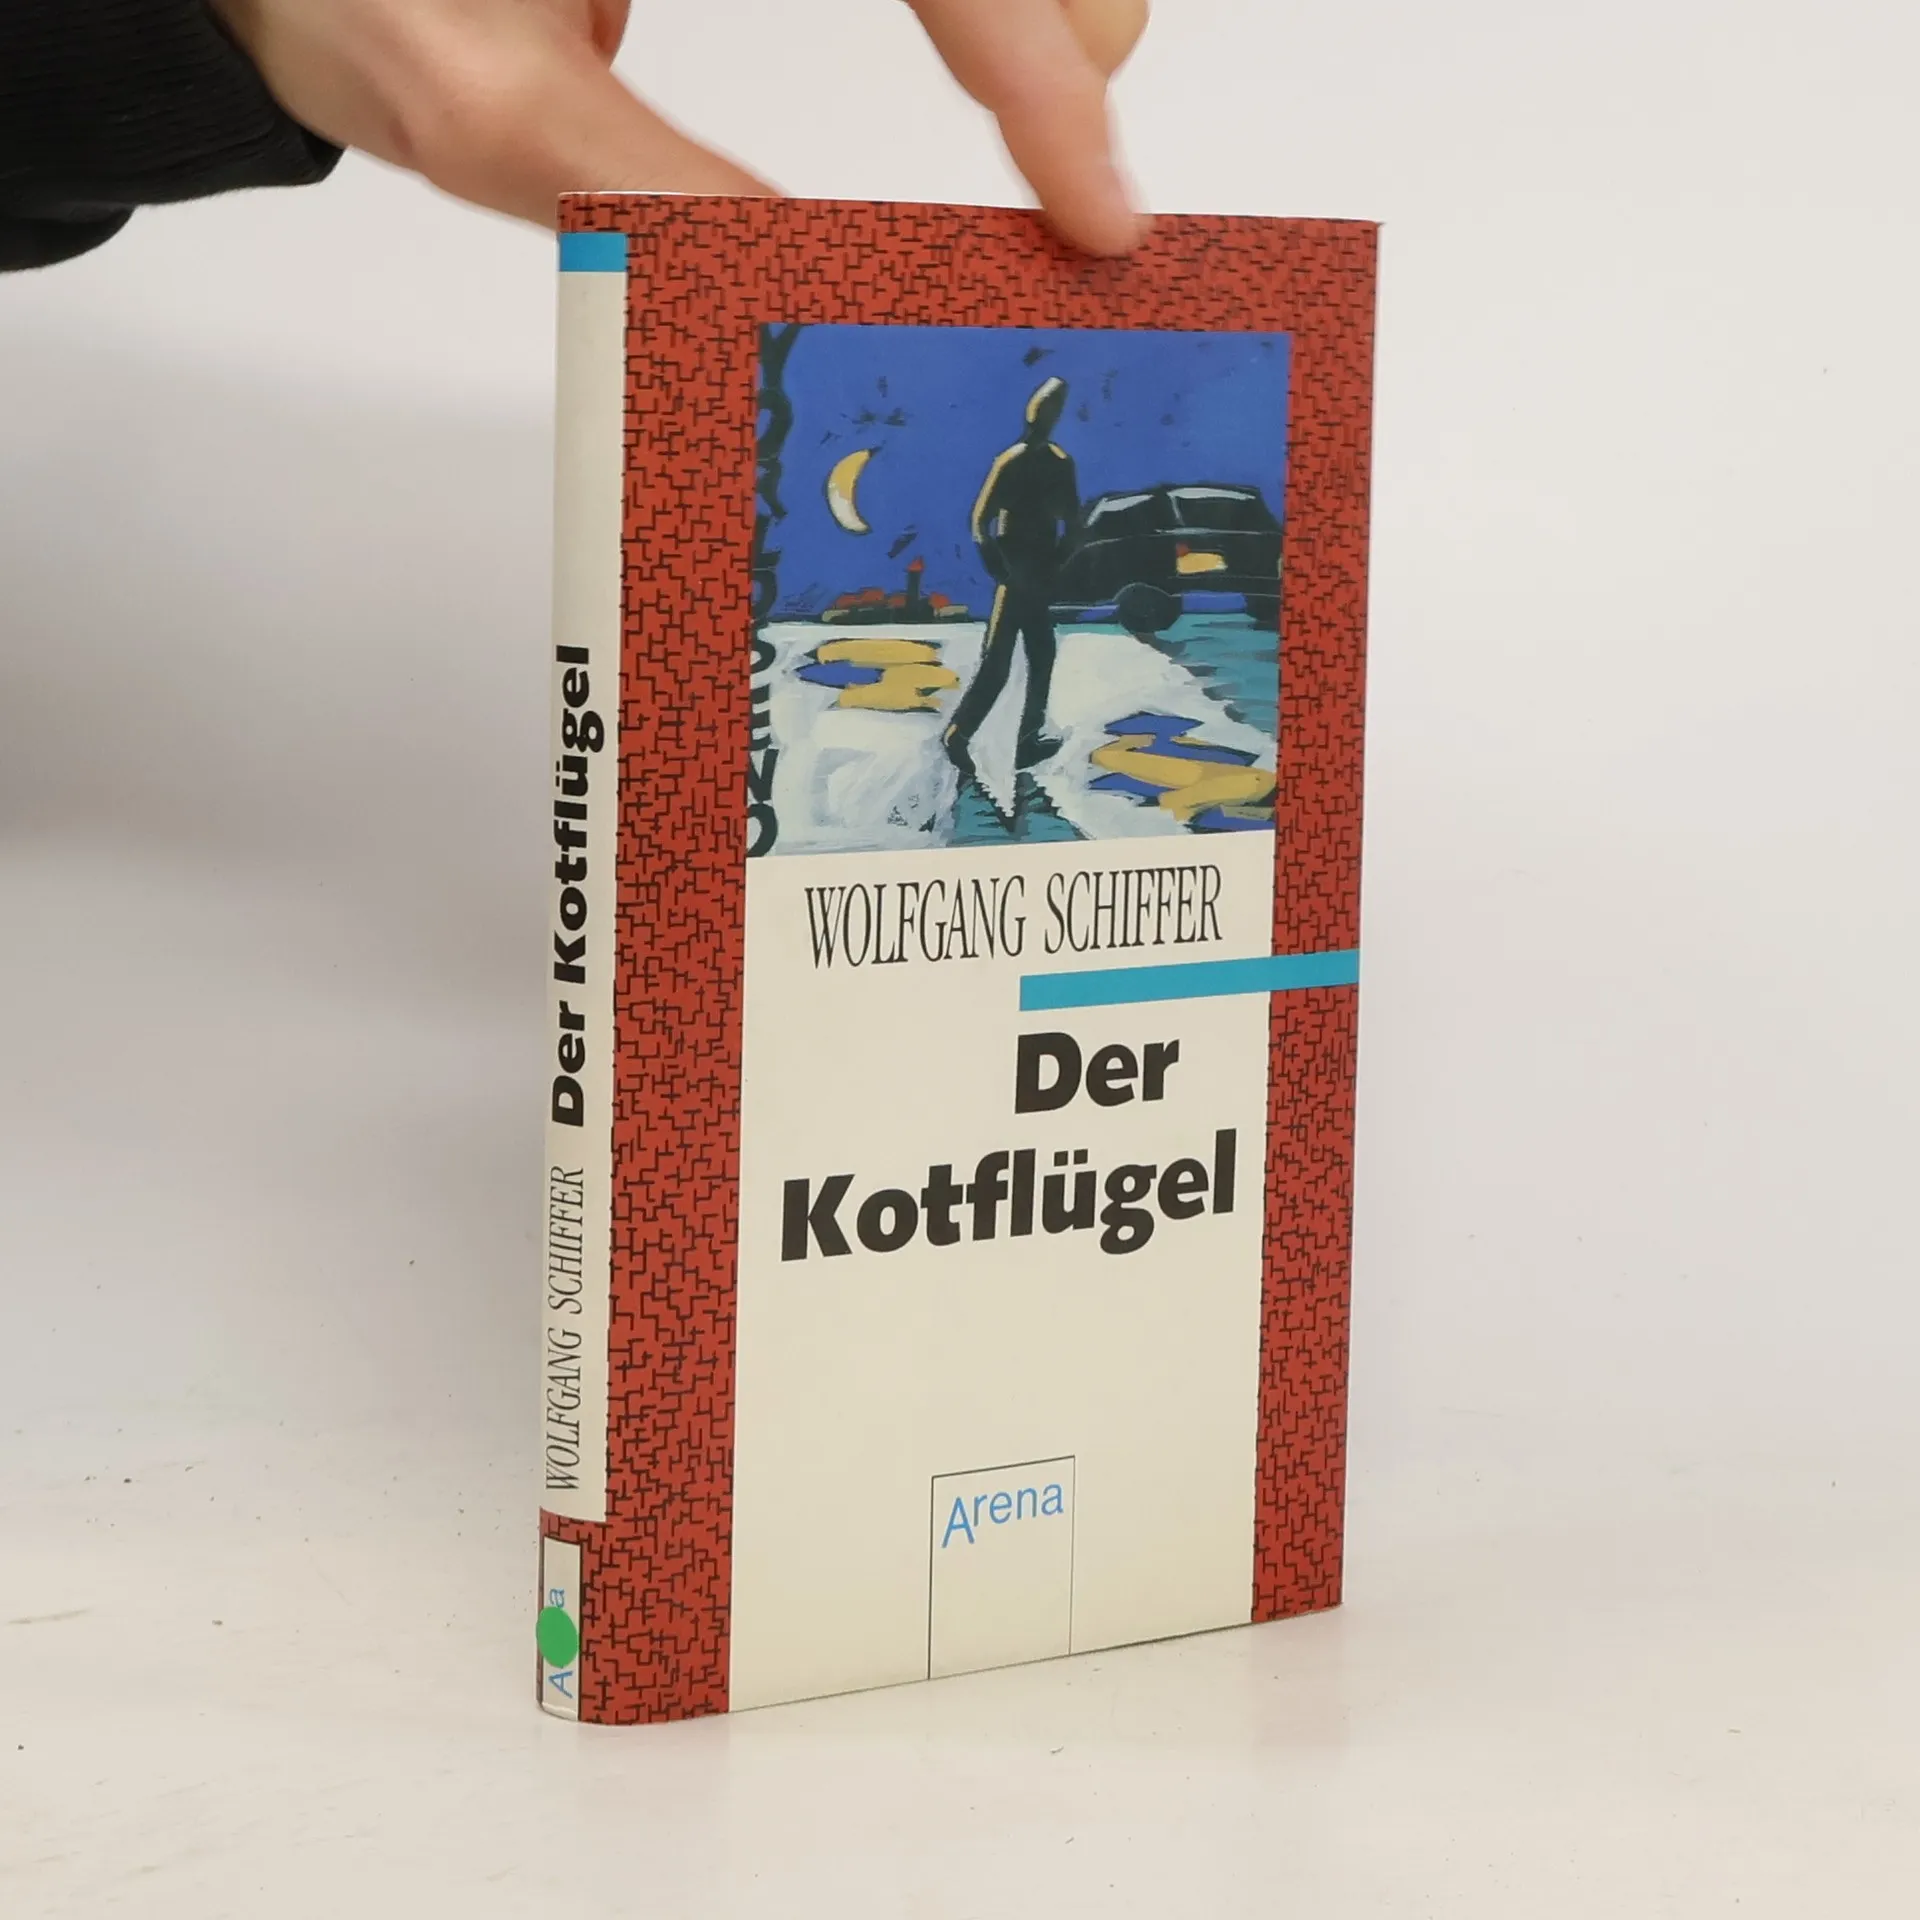 WOLFGANG SCHIFFER
Der
Kotflügel
Arena
WOLFGANG SCHIFFER Der Kotflügel